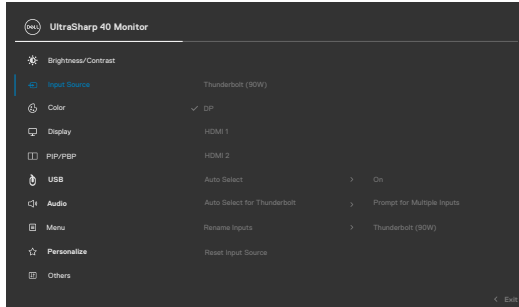 DELL UltraSharp 40 Monitor
Brightness/Contrast
Input Source Thunderbolt (90W)
Color DP
Display HDMI 1
PIP/PBP HDMI 2
USB Auto Select > On
Audio Auto Select for Thunderbolt > Prompt for Multiple Inputs
Menu Rename Inputs > Thunderbolt (90W)
Personalize Reset Input Source
Others
< Exit